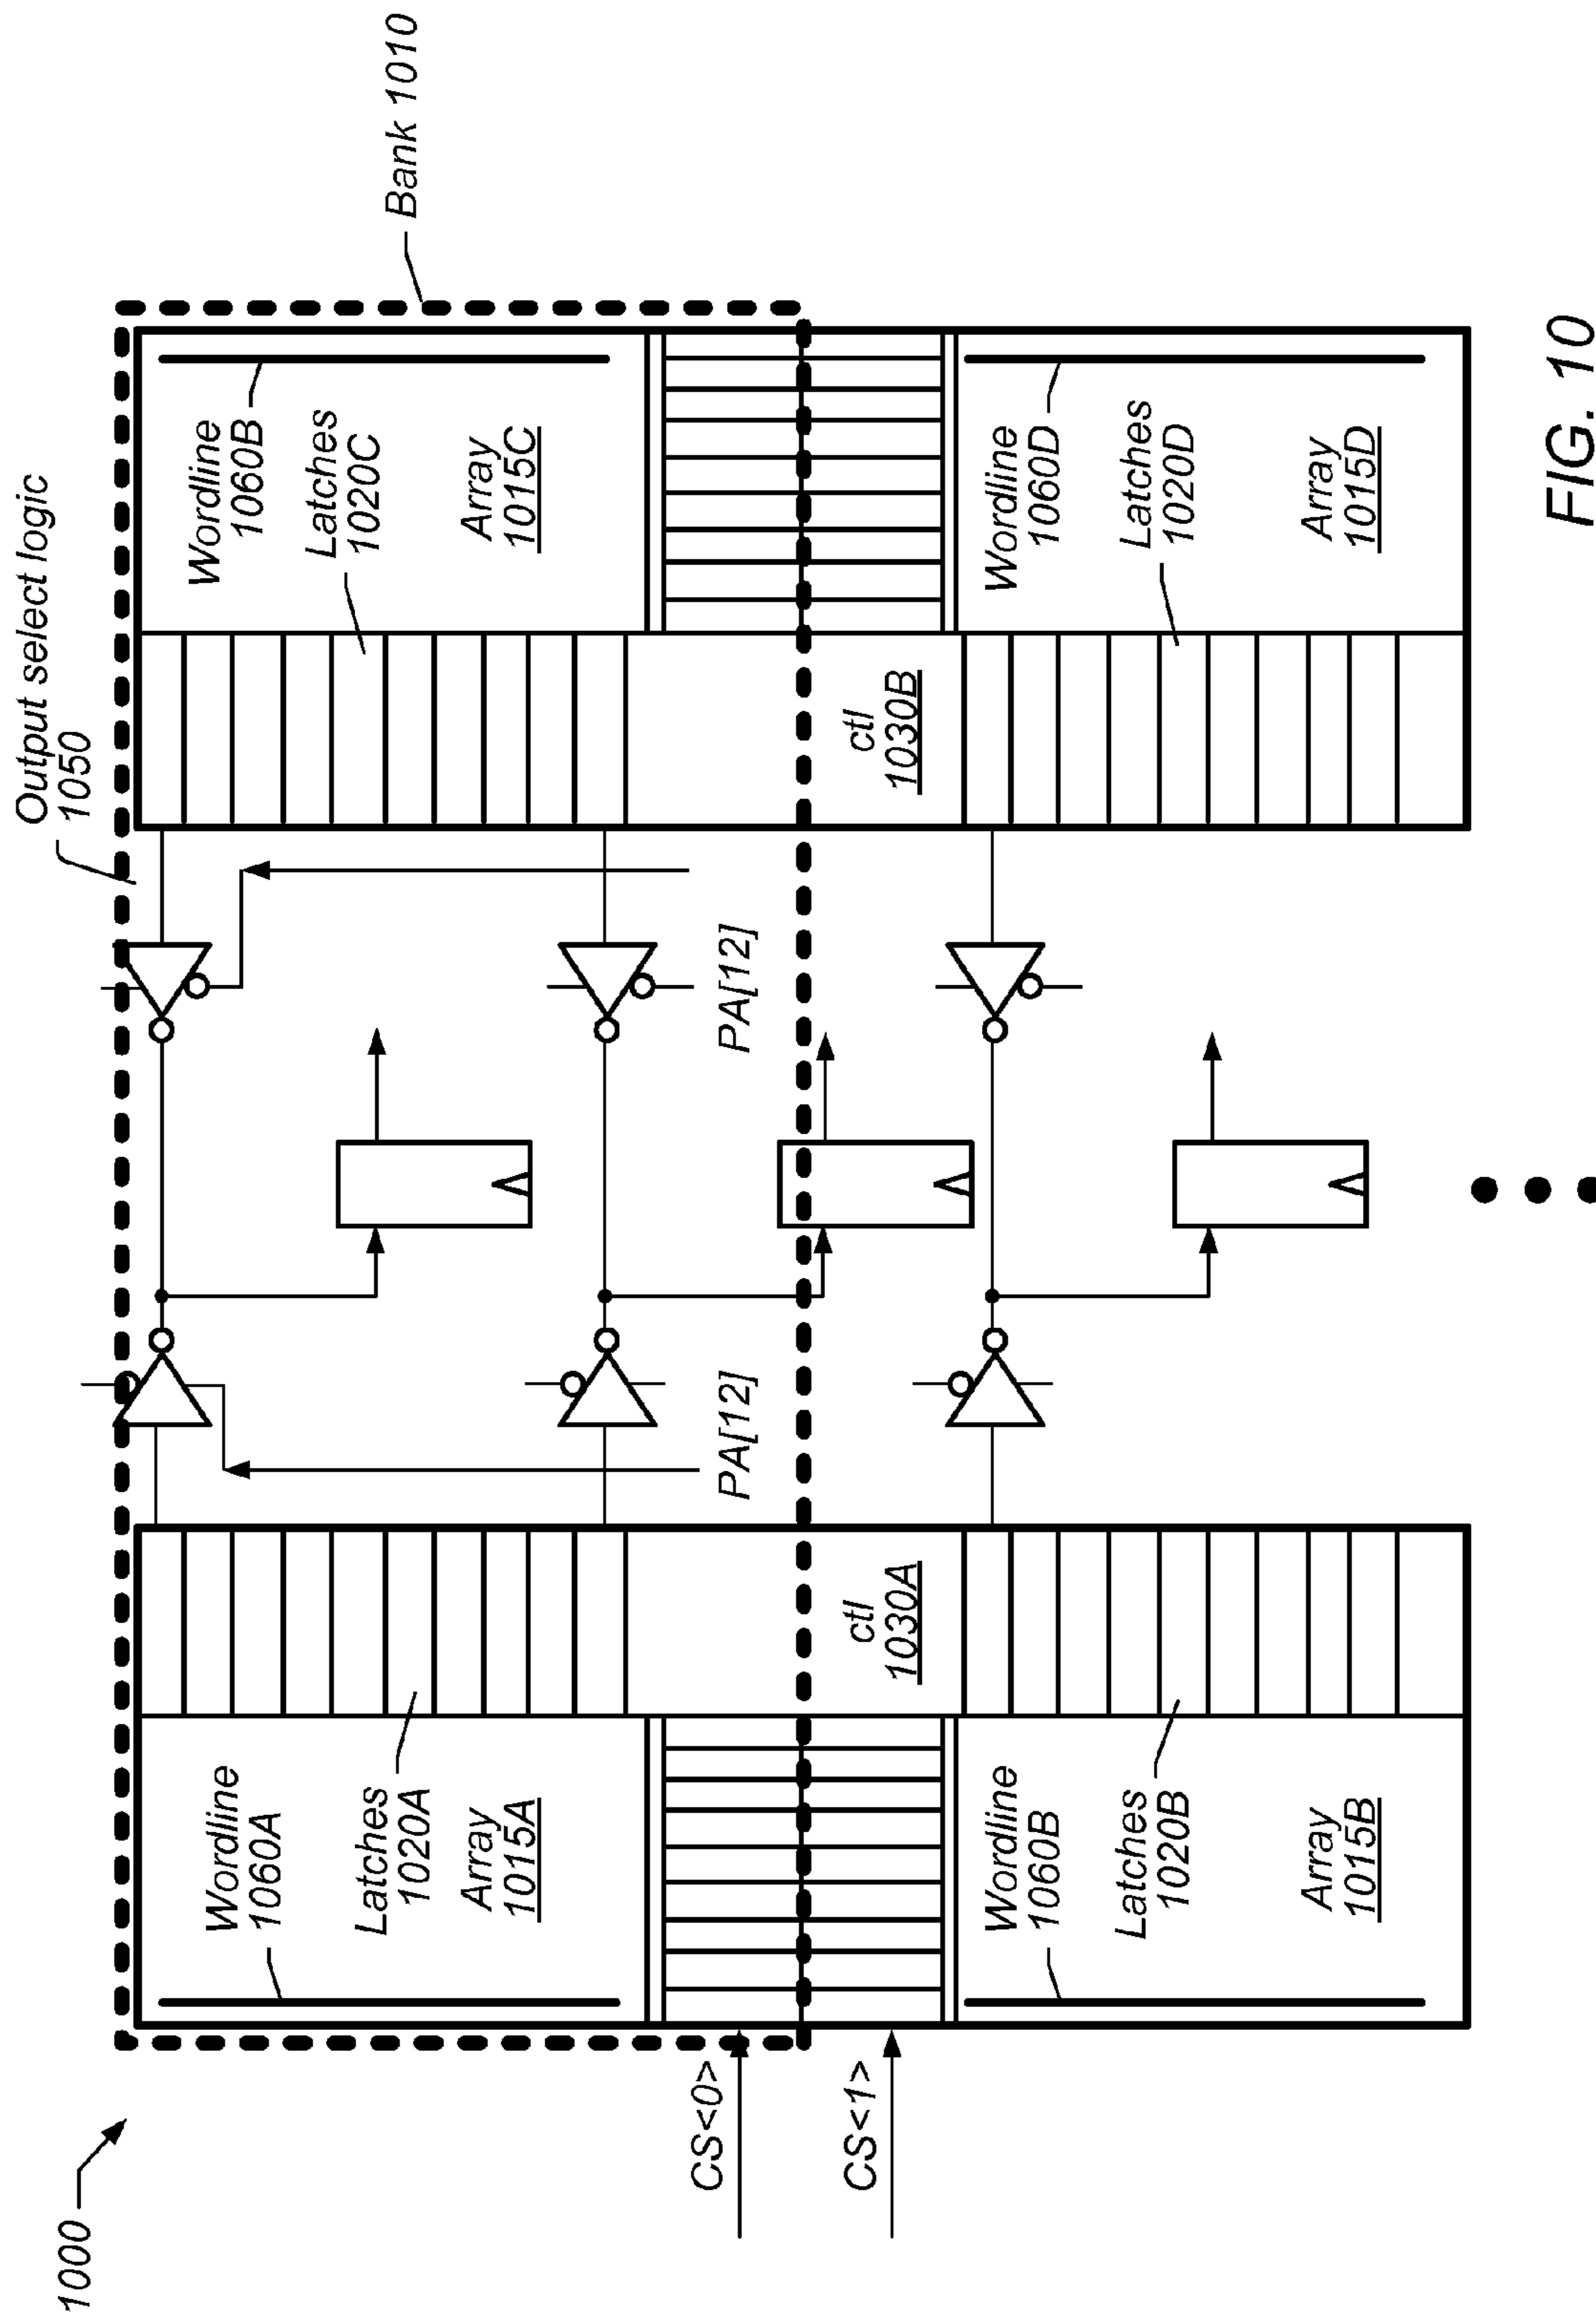 1000
Output select logic
1050
Bank 1010
Wordline
1060A
Latches
1020A
Array
1015A
Wordline
1060B
Latches
1020C
Array
1015C
PA[12]
PA[12]
CS<0>
CS<1>
ctl
1030A
ctl
1030B
Wordline
1060B
Latches
1020B
Array
1015B
Wordline
1060D
Latches
1020D
Array
1015D
FIG. 10